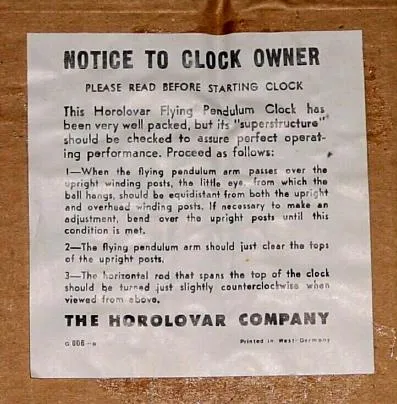 NOTICE TO CLOCK OWNER
PLEASE READ BEFORE STARTING CLOCK
This Horolovar Flying Pendulum Clock has
been very well packed, but its "superstructure"
should be checked to assure perfect operat-
ing performance. Proceed as follows:
1—When the flying pendulum arm passes over the
upright winding posts, the little eye, from which the
ball hangs, should be equidistant from both the upright
and overhead winding posts. If necessary to make an
adjustment, bend over the upright posts until this
condition is met.
2—The flying pendulum arm should just clear the tops
of the upright posts.
3—The horizontal rod that spans the top of the clock
should be turned just slightly counterclockwise when
viewed from above.
THE HOROLOVAR COMPANY
G 006
Printed in West-Germany